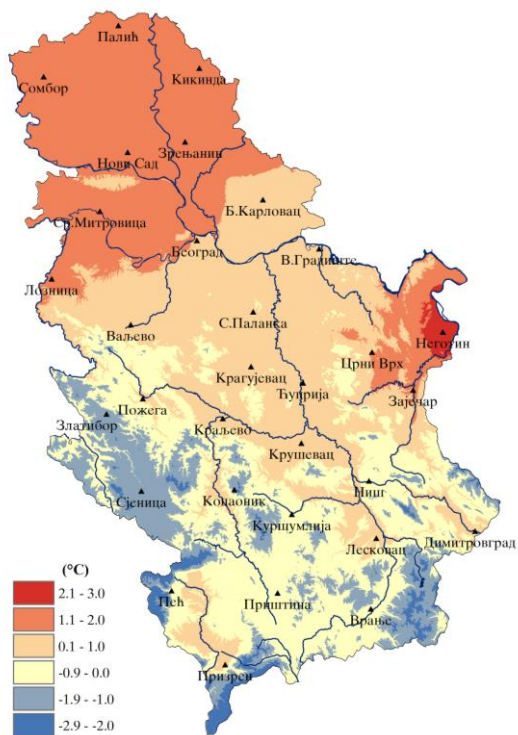 Палић
Сомбор
Кикинда
Зрењанин
Нови Сад
Б.Карловац
Ср.Митровица
Београд
В.Градиште
Лозница
С.Паланка
Ваљево
Неготин
Црни Врх
Крагујевац
Ћуприја
Зајечар
Пожега
Златибор
Краљево
Крушевац
Ниш
Сјеница
Копаоник
Куршумлија
Лесковац
Димитровград
(°C)
2.1 - 3.0
1.1 - 2.0
0.1 - 1.0
-0.9 - 0.0
-1.9 - -1.0
-2.9 - -2.0
Пећ
Приштина
Врање
Призрен